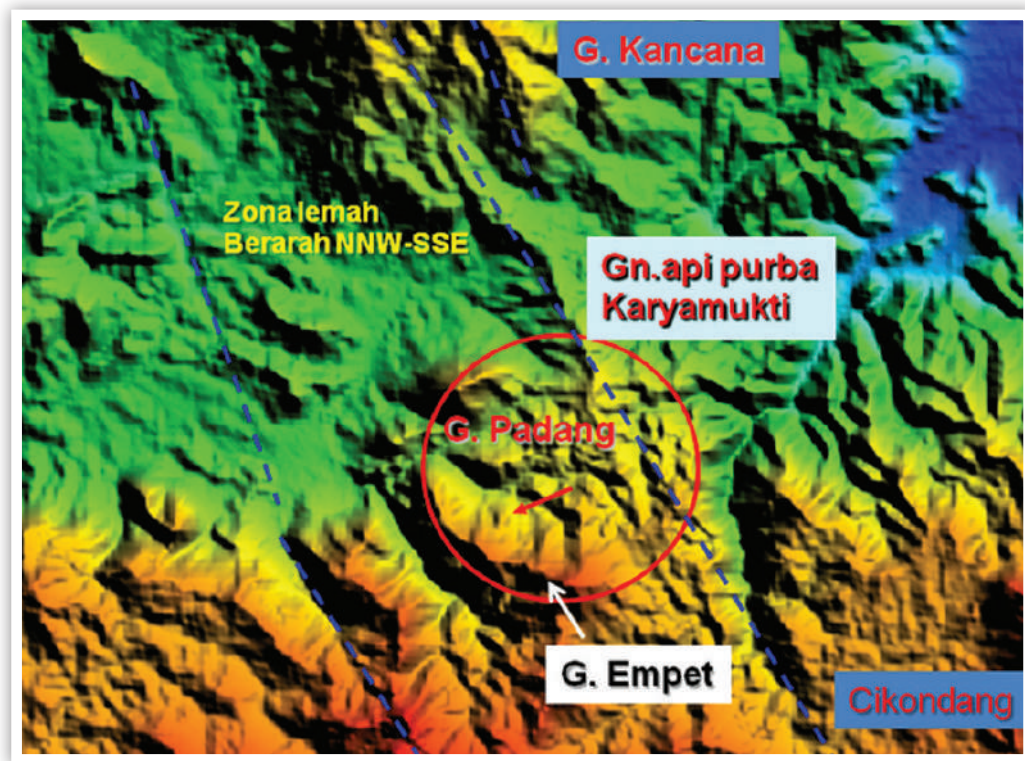 G. Kancana
Zona lemah
Berarah NNW-SSE
Gn.api purba
Karyamukti
G. Padang
G. Empet
Cikondang